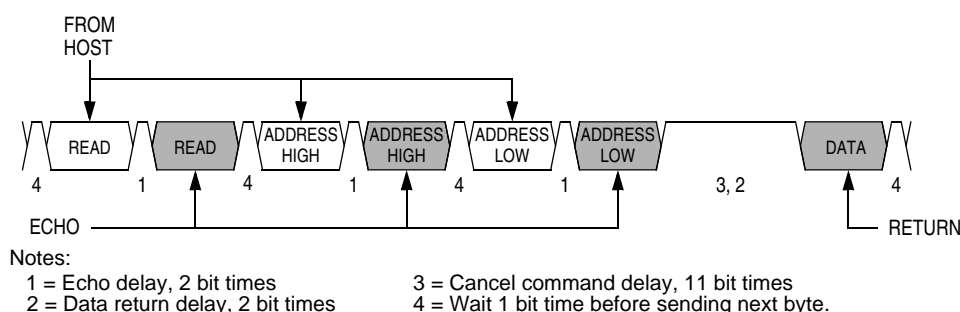 FROM
HOST
READ
READ
ADDRESS
HIGH
ADDRESS
HIGH
ADDRESS
LOW
ADDRESS
LOW
DATA
4
1
4
1
4
1
3, 2
4
ECHO
RETURN
Notes:
1 = Echo delay, 2 bit times
2 = Data return delay, 2 bit times
3 = Cancel command delay, 11 bit times
4 = Wait 1 bit time before sending next byte.